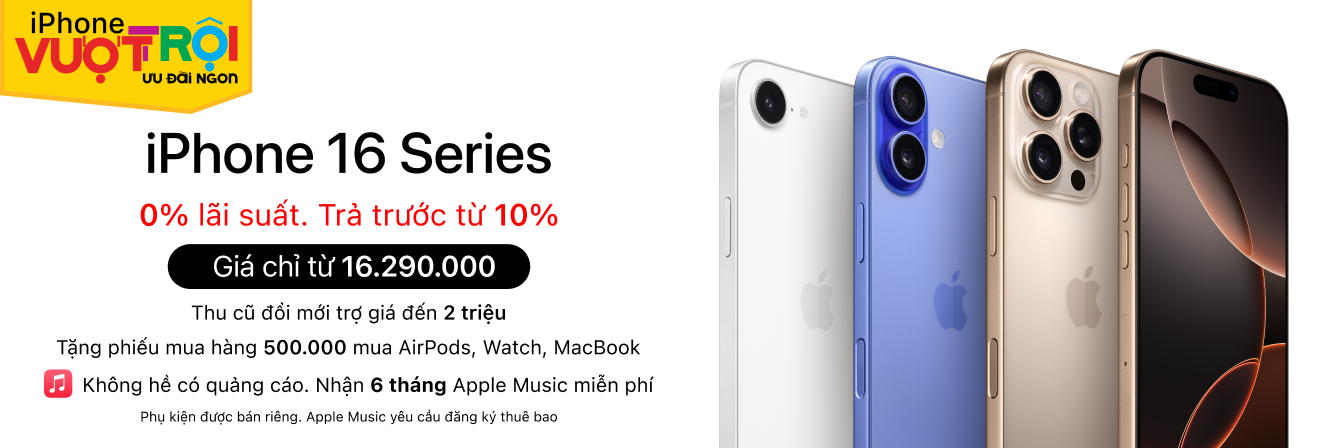 iPhone
VƯỢT TRỘI
ƯU ĐÃI NGON
iPhone 16 Series
0% lãi suất. Trả trước từ 10%
Giá chỉ từ 16.290.000
Thu cũ đổi mới trợ giá đến 2 triệu
Tặng phiếu mua hàng 500.000 mua AirPods, Watch, MacBook
Không hề có quảng cáo. Nhận 6 tháng Apple Music miễn phí
Phụ kiện được bán riêng. Apple Music yêu cầu đăng ký thuê bao